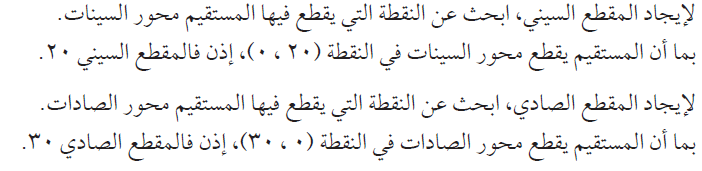 لإيجاد المقطع السيني، ابحث عن النقطة التي يقطع فيها المستقيم محور السينات.
بما أن المستقيم يقطع محور السينات في النقطة (٢٠ ، ٠)، إذن فالمقطع السيني ٢٠.
لإيجاد المقطع الصادي، ابحث عن النقطة التي يقطع فيها المستقيم محور الصادات.
بما أن المستقيم يقطع محور الصادات في النقطة (٠ ، ٣٠)، إذن فالمقطع الصادي ٣٠.